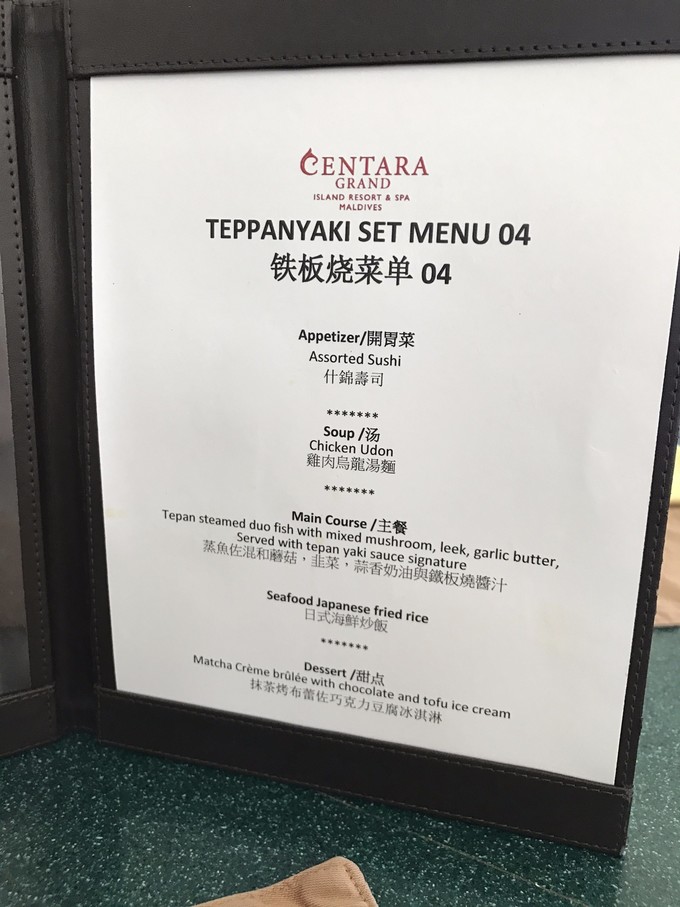 CENTARA
GRAND
ISLAND RESORT & SPA
MALDIVES
TEPPANYAKI SET MENU 04
铁板烧菜单 04
Appetizer/開胃菜
Assorted Sushi
什錦壽司
*******
Soup /汤
Chicken Udon
雞肉烏龍湯麵
*******
Main Course /主餐
Tepan steamed duo fish with mixed mushroom, leek, garlic butter,
Served with tepan yaki sauce signature
蒸魚佐混和蘑菇，韭菜，蒜香奶油與鐵板燒醬汁
Seafood Japanese fried rice
日式海鮮炒飯
*******
Dessert /甜点
Matcha Crème brûlée with chocolate and tofu ice cream
抹茶烤布蕾佐巧克力豆腐冰淇淋